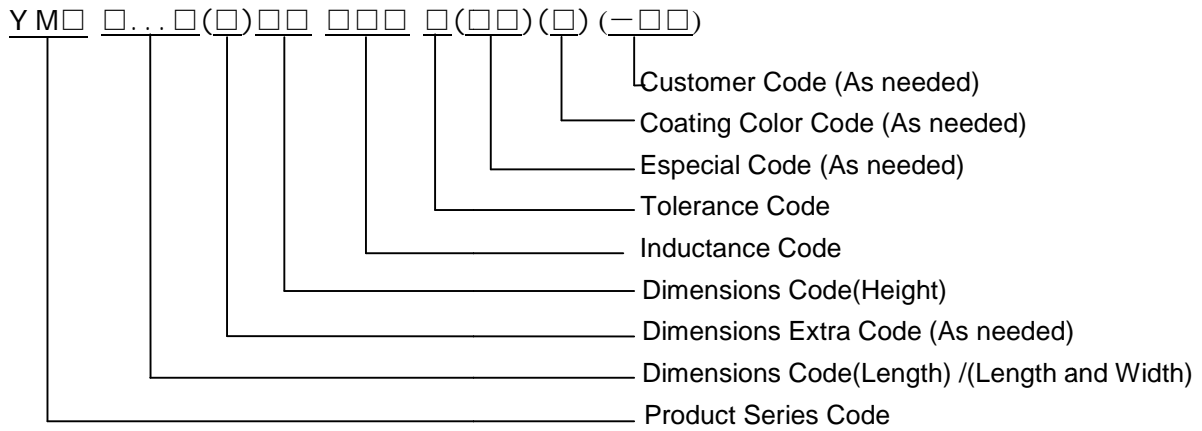 YM□ □...□(□)□□ □□□ □(□□)(□)(－□□)
Customer Code (As needed)
Coating Color Code (As needed)
Especial Code (As needed)
Tolerance Code
Inductance Code
Dimensions Code(Height)
Dimensions Extra Code (As needed)
Dimensions Code(Length) /(Length and Width)
Product Series Code